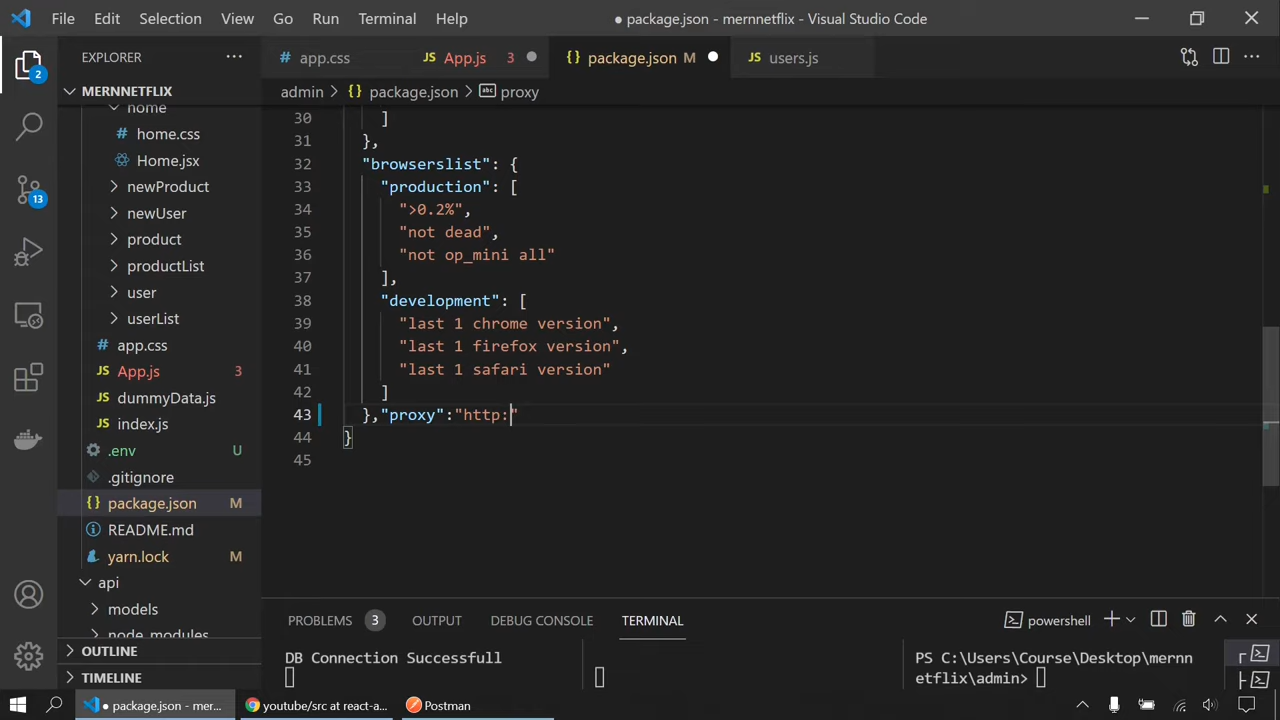 File Edit Selection View Go Run Terminal Help ● package.json - mernnetflix - Visual Studio Code
EXPLORER ···
# app.css JS App.js 3 {} package.json M JS users.js
MERNNETFLIX
admin > {} package.json > abc proxy
home
# home.css
Home.jsx
newProduct
newUser
product
productList
user
userList
# app.css
JS App.js 3
JS dummyData.js
JS index.js
.env U
.gitignore
{} package.json M
README.md
yarn.lock M
api
models
node_modules
OUTLINE
TIMELINE
2
13
30 ]
31 },
32 "browserslist": {
33 "production": [
34 ">0.2%",
35 "not dead",
36 "not op_mini all"
37 ],
38 "development": [
39 "last 1 chrome version",
40 "last 1 firefox version",
41 "last 1 safari version"
42 ]
43 },"proxy":"http:"
44 }
45
PROBLEMS 3 OUTPUT DEBUG CONSOLE TERMINAL powershell
DB Connection Successfull
PS C:\Users\Course\Desktop\mernn
etflix\admin>
● package.json - mer... youtube/src at react-a... Postman